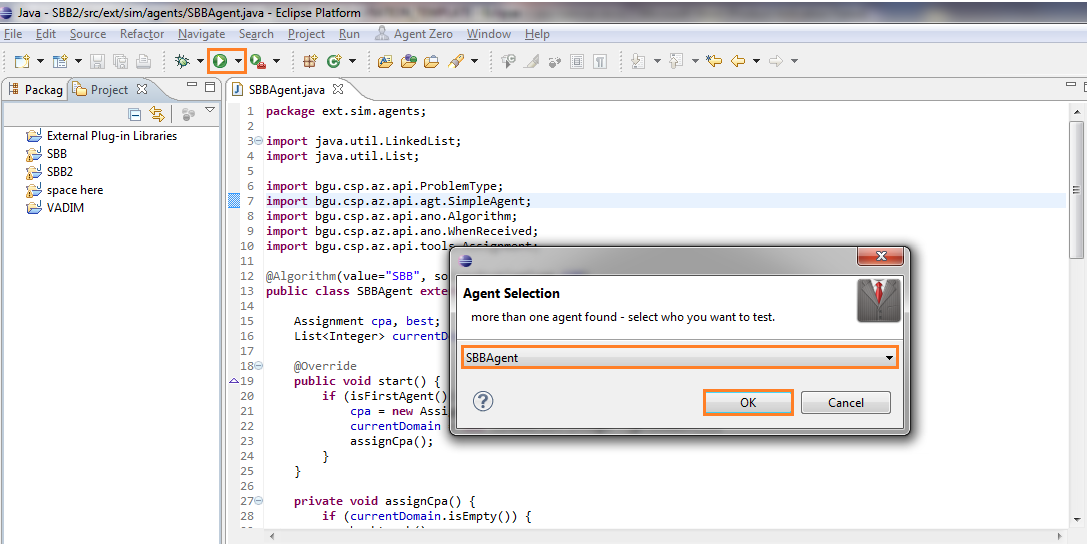 Java - SBB2/src/ext/sim/agents/SBBAgent.java - Eclipse Platform
File Edit Source Refactor Navigate Search Project Run Agent Zero Window Help
Packag Project
SBBAgent.java
External Plug-in Libraries
SBB
SBB2
space here
VADIM
1 package ext.sim.agents;
2
3 import java.util.LinkedList;
4 import java.util.List;
5
6 import bgu.csp.az.api.ProblemType;
7 import bgu.csp.az.api.agt.SimpleAgent;
8 import bgu.csp.az.api.ano.Algorithm;
9 import bgu.csp.az.api.ano.WhenReceived;
10 import bgu.csp.az.api.tools.Assignment;
11
12 @Algorithm(value="SBB", so
13 public class SBBAgent exte
14
15 Assignment cpa, best;
16 List<Integer> currentD
17
18 @Override
19 public void start() {
20 if (isFirstAgent()
21 cpa = new Assi
22 currentDomain
23 assignCpa();
24 }
25 }
26
27 private void assignCpa() {
28 if (currentDomain.isEmpty()) {
Agent Selection
more than one agent found - select who you want to test.
SBBAgent
OK Cancel